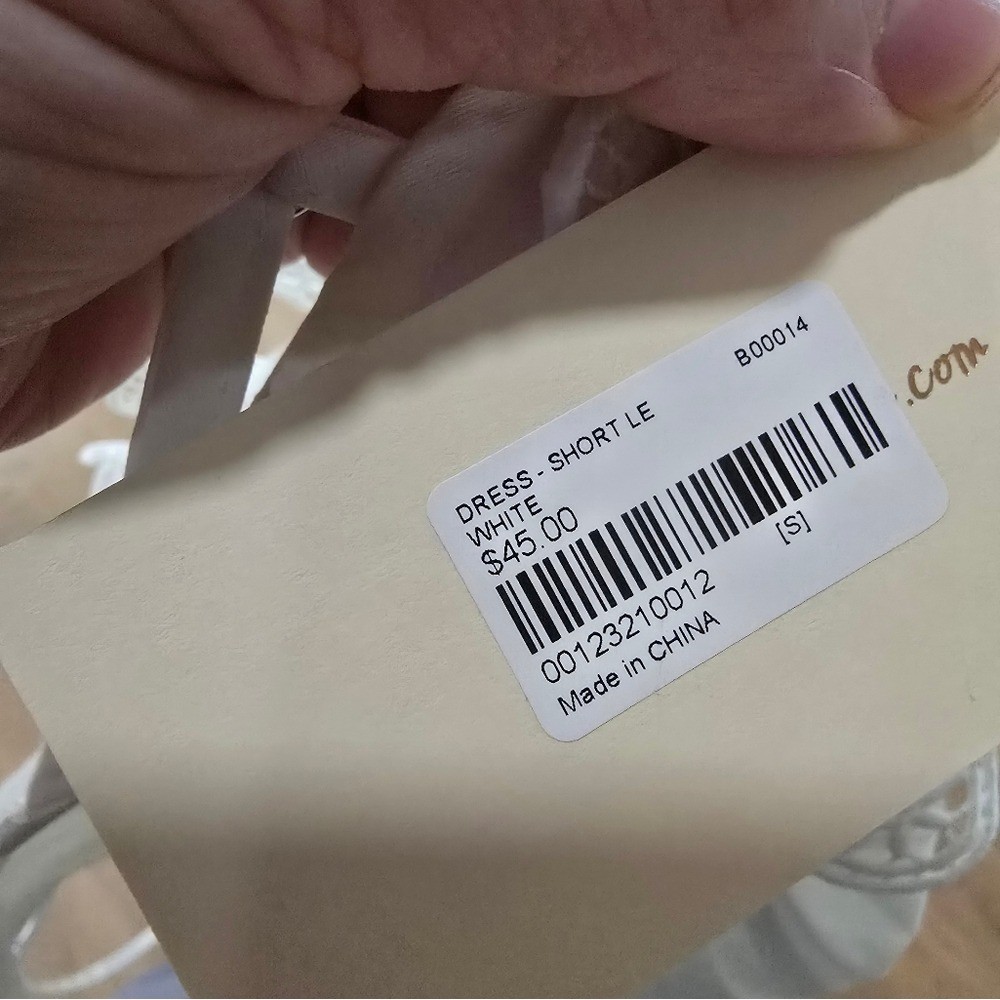 B00014
DRESS - SHORT LE
WHITE
$45.00
[S]
00123210012
Made in CHINA
.com